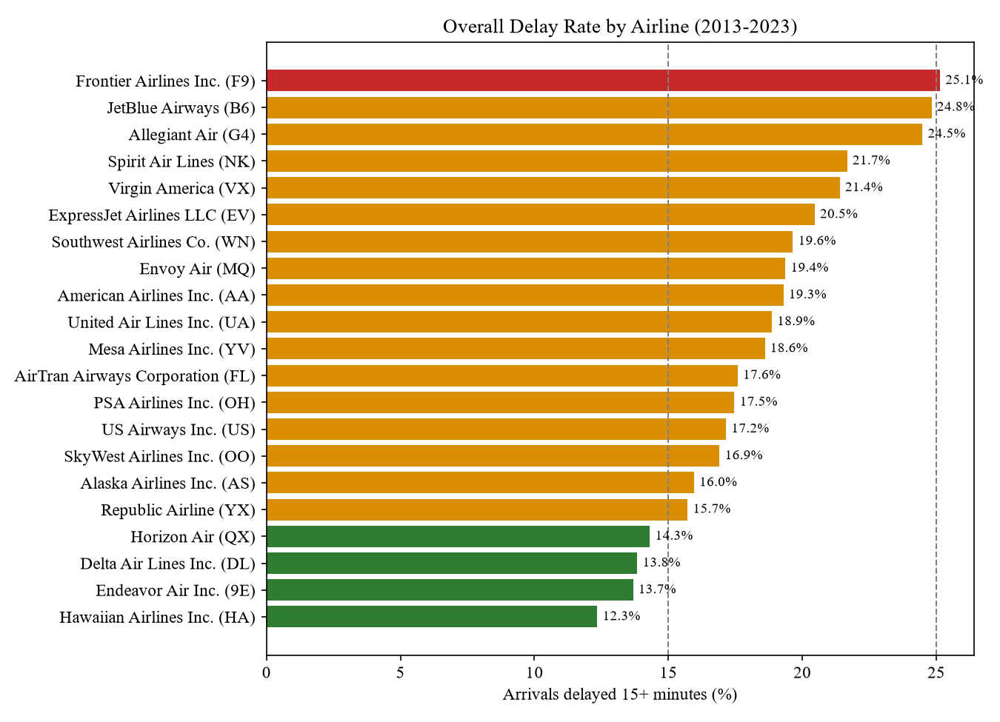 Overall Delay Rate by Airline (2013-2023)
Frontier Airlines Inc. (F9) 25.1%
JetBlue Airways (B6) 24.8%
Allegiant Air (G4) 24.5%
Spirit Air Lines (NK) 21.7%
Virgin America (VX) 21.4%
ExpressJet Airlines LLC (EV) 20.5%
Southwest Airlines Co. (WN) 19.6%
Envoy Air (MQ) 19.4%
American Airlines Inc. (AA) 19.3%
United Air Lines Inc. (UA) 18.9%
Mesa Airlines Inc. (YV) 18.6%
AirTran Airways Corporation (FL) 17.6%
PSA Airlines Inc. (OH) 17.5%
US Airways Inc. (US) 17.2%
SkyWest Airlines Inc. (OO) 16.9%
Alaska Airlines Inc. (AS) 16.0%
Republic Airline (YX) 15.7%
Horizon Air (QX) 14.3%
Delta Air Lines Inc. (DL) 13.8%
Endeavor Air Inc. (9E) 13.7%
Hawaiian Airlines Inc. (HA) 12.3%
0 5 10 15 20 25
Arrivals delayed 15+ minutes (%)